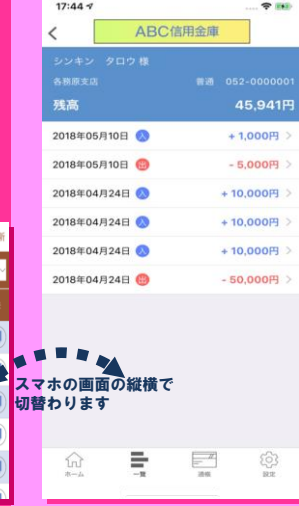 17:44
ABC信用金庫
シンキン タロウ 様
各務原支店 普通 052-0000001
残高 45,941円
2018年05月10日 入 + 1,000円
2018年05月10日 出 - 5,000円
2018年04月24日 入 + 10,000円
2018年04月24日 入 + 10,000円
2018年04月24日 入 + 10,000円
2018年04月24日 出 - 50,000円
スマホの画面の縦横で
切替わります
ホーム 一覧 通帳 設定